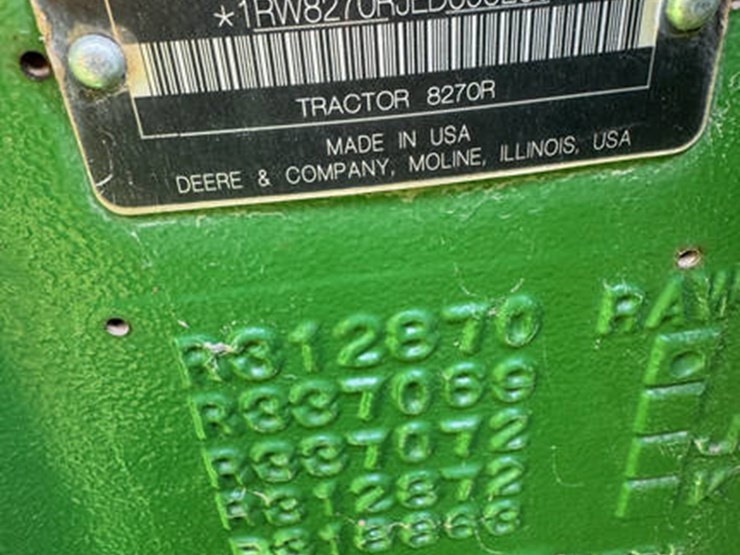 TRACTOR 8270R
MADE IN USA
DEERE & COMPANY, MOLINE, ILLINOIS, USA
R312870
R337069
R337072
R312872